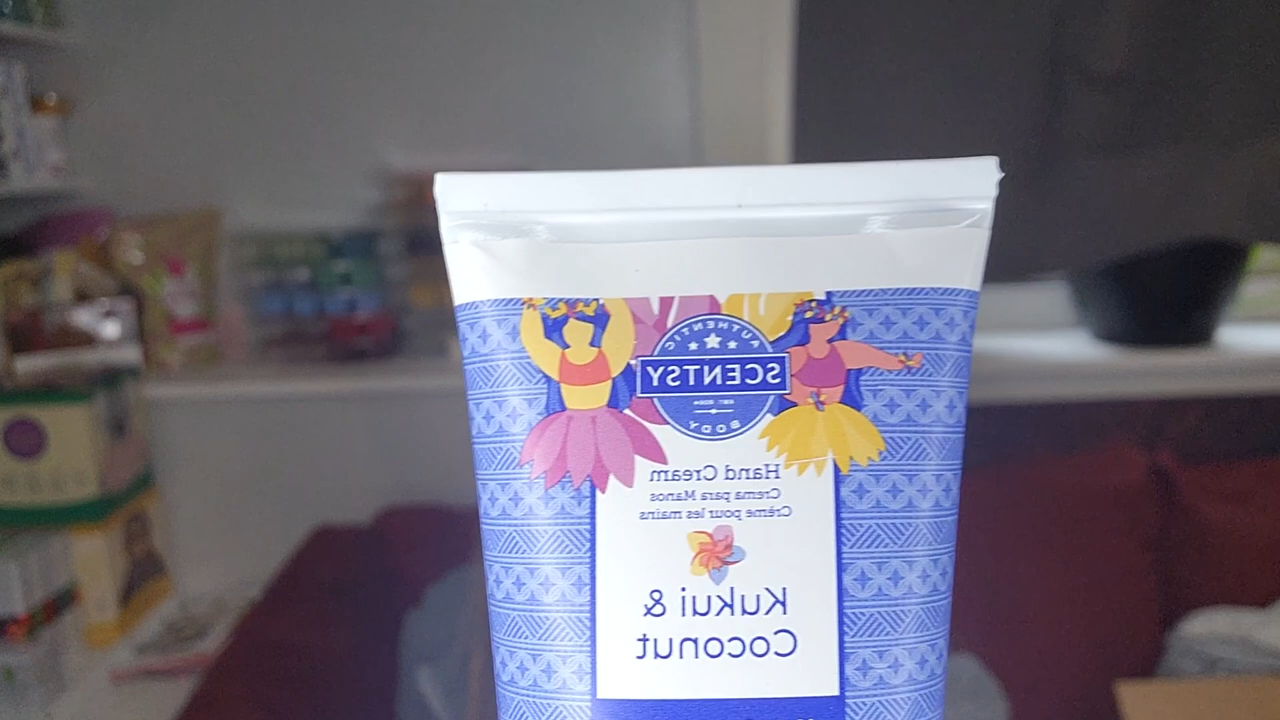 AUTHENTIC
SCENTSY
EST. 2004
BODY
Hand Cream
Crema para Manos
Crème pour les mains
Kukui &
Coconut